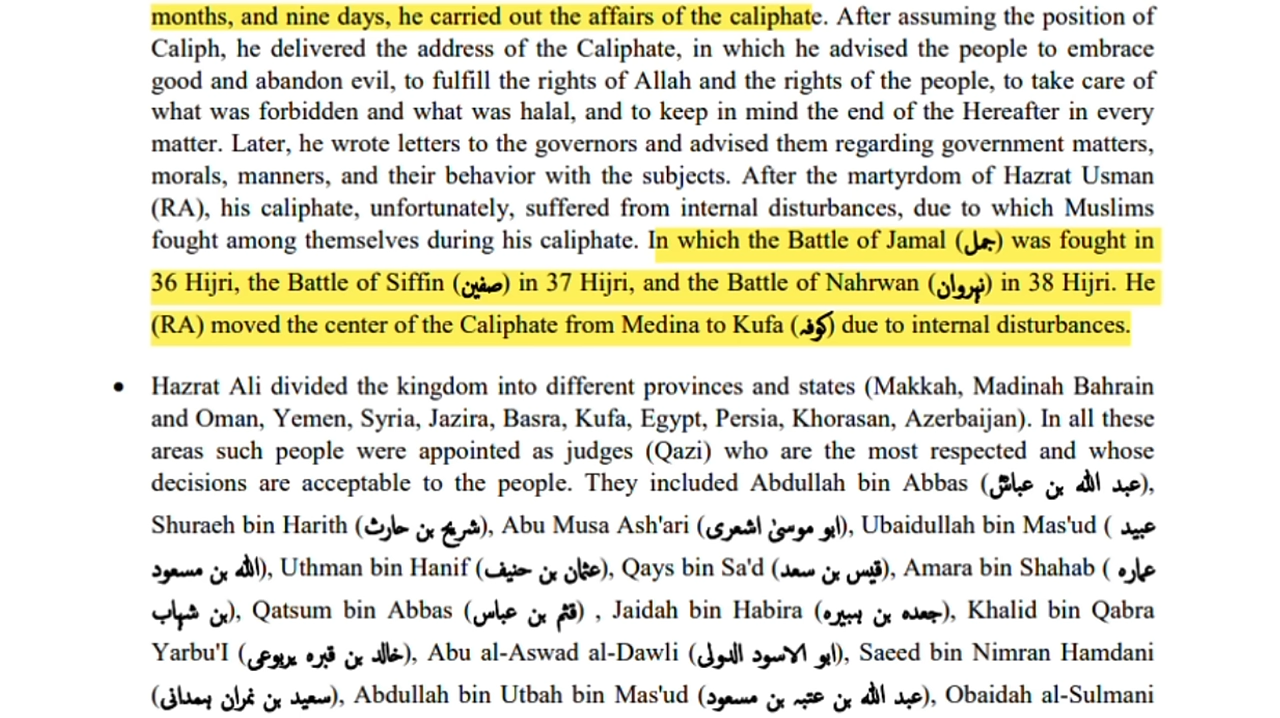 months, and nine days, he carried out the affairs of the caliphate. After assuming the position of
Caliph, he delivered the address of the Caliphate, in which he advised the people to embrace
good and abandon evil, to fulfill the rights of Allah and the rights of the people, to take care of
what was forbidden and what was halal, and to keep in mind the end of the Hereafter in every
matter. Later, he wrote letters to the governors and advised them regarding government matters,
morals, manners, and their behavior with the subjects. After the martyrdom of Hazrat Usman
(RA), his caliphate, unfortunately, suffered from internal disturbances, due to which Muslims
fought among themselves during his caliphate. In which the Battle of Jamal (جمل) was fought in
36 Hijri, the Battle of Siffin (صفین) in 37 Hijri, and the Battle of Nahrwan (نہروان) in 38 Hijri. He
(RA) moved the center of the Caliphate from Medina to Kufa (کوفہ) due to internal disturbances.
• Hazrat Ali divided the kingdom into different provinces and states (Makkah, Madinah Bahrain
and Oman, Yemen, Syria, Jazira, Basra, Kufa, Egypt, Persia, Khorasan, Azerbaijan). In all these
areas such people were appointed as judges (Qazi) who are the most respected and whose
decisions are acceptable to the people. They included Abdullah bin Abbas (عبد اللہ بن عباسؓ),
Shuraeh bin Harith (شریح بن حارث), Abu Musa Ash'ari (ابو موسیٰ اشعری), Ubaidullah bin Mas'ud ( عبید
اللہ بن مسعود), Uthman bin Hanif (عثمان بن حنیف), Qays bin Sa'd (قیس بن سعد), Amara bin Shahab ( عمارہ
بن شہاب), Qatsum bin Abbas (قثم بن عباس) , Jaidah bin Habira (جعدہ بن ہبیرہ), Khalid bin Qabra
Yarbu'I (خالد بن قبرہ یربوعی), Abu al-Aswad al-Dawli (ابو الاسود الدولی), Saeed bin Nimran Hamdani
(سعید بن نمران ہمدانی), Abdullah bin Utbah bin Mas'ud (عبد اللہ بن عتبہ بن مسعود), Obaidah al-Sulmani